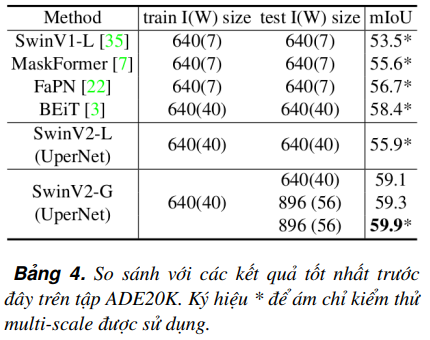 Method train I(W) size test I(W) size mIoU
SwinV1-L [35] 640(7) 640(7) 53.5*
MaskFormer [7] 640(7) 640(7) 55.6*
FaPN [22] 640(7) 640(7) 56.7*
BEiT [3] 640(40) 640(40) 58.4*
SwinV2-L
(UperNet) 640(40) 640(40) 55.9*
SwinV2-G
(UperNet) 640(40) 640(40) 59.1
896 (56) 59.3
896 (56) 59.9*
Bảng 4. So sánh với các kết quả tốt nhất trước
đây trên tập ADE20K. Ký hiệu * để ám chỉ kiểm thử
multi-scale được sử dụng.